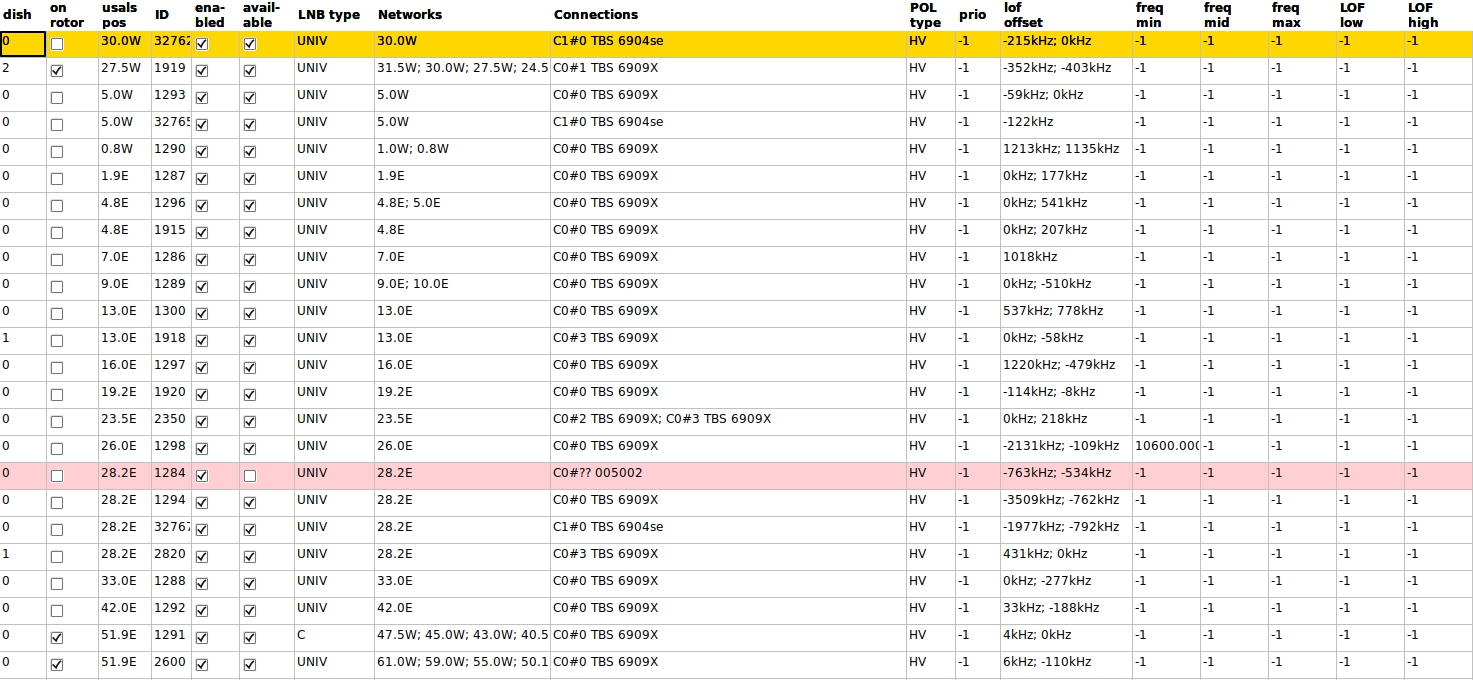 dish on rotor usals pos ID ena-bled avail-able LNB type Networks Connections POL type prio lof offset freq min freq mid freq max LOF low LOF high
0 30.0W 32762 UNIV 30.0W C1#0 TBS 6904se HV -1 -215kHz; 0kHz -1 -1 -1 -1 -1
2 27.5W 1919 UNIV 31.5W; 30.0W; 27.5W; 24.5 C0#1 TBS 6909X HV -1 -352kHz; -403kHz -1 -1 -1 -1 -1
0 5.0W 1293 UNIV 5.0W C0#0 TBS 6909X HV -1 -59kHz; 0kHz -1 -1 -1 -1 -1
0 5.0W 32765 UNIV 5.0W C1#0 TBS 6904se HV -1 -122kHz -1 -1 -1 -1 -1
0 0.8W 1290 UNIV 1.0W; 0.8W C0#0 TBS 6909X HV -1 1213kHz; 1135kHz -1 -1 -1 -1 -1
0 1.9E 1287 UNIV 1.9E C0#0 TBS 6909X HV -1 0kHz; 177kHz -1 -1 -1 -1 -1
0 4.8E 1296 UNIV 4.8E; 5.0E C0#0 TBS 6909X HV -1 0kHz; 541kHz -1 -1 -1 -1 -1
0 4.8E 1915 UNIV 4.8E C0#0 TBS 6909X HV -1 0kHz; 207kHz -1 -1 -1 -1 -1
0 7.0E 1286 UNIV 7.0E C0#0 TBS 6909X HV -1 1018kHz -1 -1 -1 -1 -1
0 9.0E 1289 UNIV 9.0E; 10.0E C0#0 TBS 6909X HV -1 0kHz; -510kHz -1 -1 -1 -1 -1
0 13.0E 1300 UNIV 13.0E C0#0 TBS 6909X HV -1 537kHz; 778kHz -1 -1 -1 -1 -1
1 13.0E 1918 UNIV 13.0E C0#3 TBS 6909X HV -1 0kHz; -58kHz -1 -1 -1 -1 -1
0 16.0E 1297 UNIV 16.0E C0#0 TBS 6909X HV -1 1220kHz; -479kHz -1 -1 -1 -1 -1
0 19.2E 1920 UNIV 19.2E C0#0 TBS 6909X HV -1 -114kHz; -8kHz -1 -1 -1 -1 -1
0 23.5E 2350 UNIV 23.5E C0#2 TBS 6909X; C0#3 TBS 6909X HV -1 0kHz; 218kHz -1 -1 -1 -1 -1
0 26.0E 1298 UNIV 26.0E C0#0 TBS 6909X HV -1 -2131kHz; -109kHz 10600.000 -1 -1 -1 -1
0 28.2E 1284 UNIV 28.2E C0#?? 005002 HV -1 -763kHz; -534kHz -1 -1 -1 -1 -1
0 28.2E 1294 UNIV 28.2E C0#0 TBS 6909X HV -1 -3509kHz; -762kHz -1 -1 -1 -1 -1
0 28.2E 32767 UNIV 28.2E C1#0 TBS 6904se HV -1 -1977kHz; -792kHz -1 -1 -1 -1 -1
1 28.2E 2820 UNIV 28.2E C0#3 TBS 6909X HV -1 431kHz; 0kHz -1 -1 -1 -1 -1
0 33.0E 1288 UNIV 33.0E C0#0 TBS 6909X HV -1 0kHz; -277kHz -1 -1 -1 -1 -1
0 42.0E 1292 UNIV 42.0E C0#0 TBS 6909X HV -1 33kHz; -188kHz -1 -1 -1 -1 -1
0 51.9E 1291 C 47.5W; 45.0W; 43.0W; 40.5 C0#0 TBS 6909X HV -1 4kHz; 0kHz -1 -1 -1 -1 -1
0 51.9E 2600 UNIV 61.0W; 59.0W; 55.0W; 50.1 C0#0 TBS 6909X HV -1 6kHz; -110kHz -1 -1 -1 -1 -1